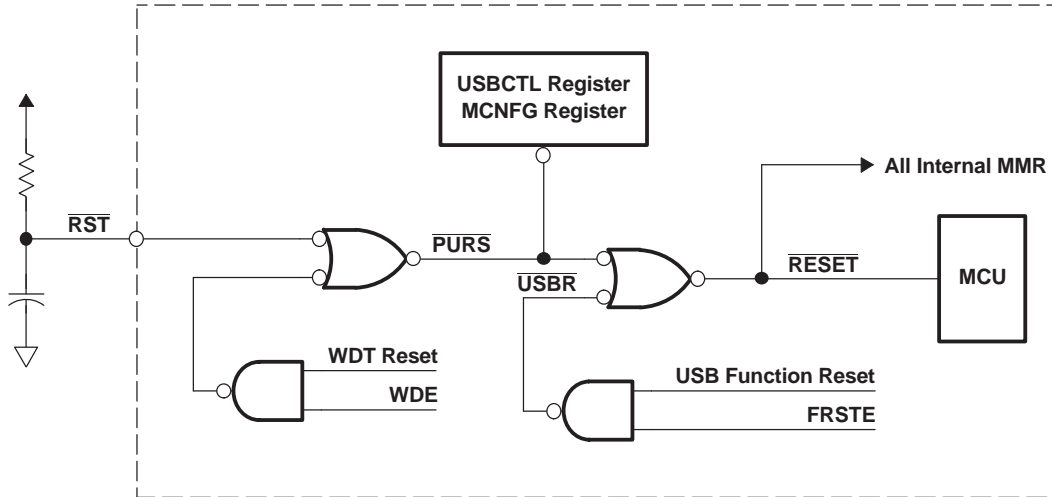 USBCTL Register
MCNFG Register
All Internal MMR
RST
PURS
USBR
RESET
MCU
WDT Reset
WDE
USB Function Reset
FRSTE